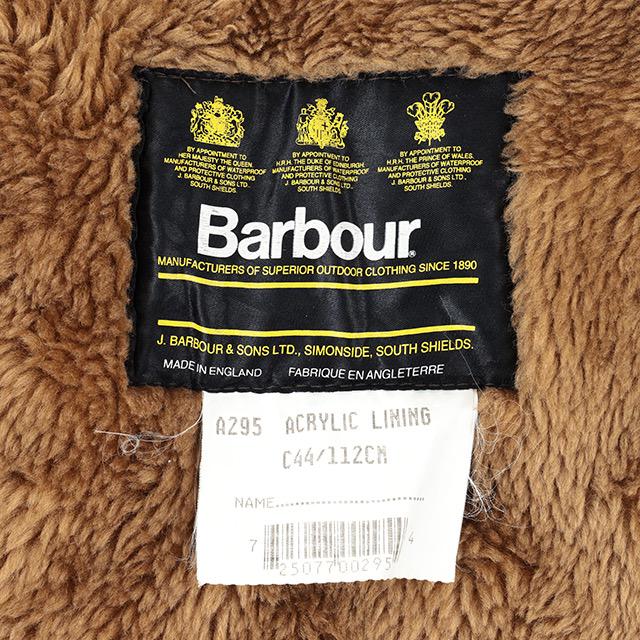 BY APPOINTMENT TO
HER MAJESTY THE QUEEN.
MANUFACTURERS OF WATERPROOF
AND PROTECTIVE CLOTHING
J. BARBOUR & SONS LTD.,
SOUTH SHIELDS.
BY APPOINTMENT TO
H.R.H. THE DUKE OF EDINBURGH.
MANUFACTURERS OF WATERPROOF
AND PROTECTIVE CLOTHING
J. BARBOUR & SONS LTD.,
SOUTH SHIELDS.
BY APPOINTMENT TO
H.R.H. THE PRINCE OF WALES.
MANUFACTURERS OF WATERPROOF
AND PROTECTIVE CLOTHING
J. BARBOUR & SONS LTD.,
SOUTH SHIELDS.
Barbour®
MANUFACTURERS OF SUPERIOR OUTDOOR CLOTHING SINCE 1890
J. BARBOUR & SONS LTD., SIMONSIDE, SOUTH SHIELDS.
MADE IN ENGLAND FABRIQUE EN ANGLETERRE
A295 ACRYLIC LINING
C44/112CM
NAME..............................
7 25077 00295 4